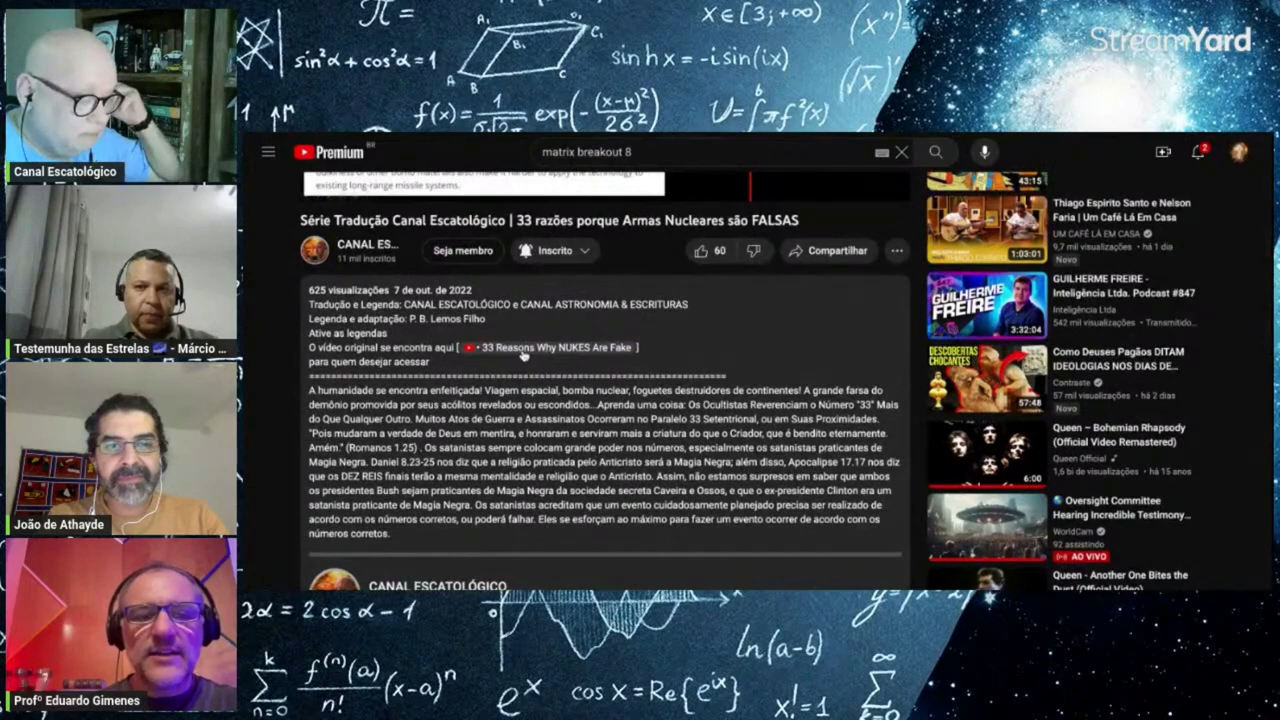 StreamYard
π =
x ∈ [3; +∞)
sin²α + cos²α = 1
sinh x = -i sin(ix)
Canal Escatológico
Testemunha das Estrelas 🌌 - Márcio ...
João de Athayde
Profº Eduardo Gimenes
Premium BR
matrix breakout 8
2
existing long-range missile systems.
Série Tradução Canal Escatológico | 33 razões porque Armas Nucleares são FALSAS
CANAL ES...
11 mil inscritos
Seja membro
Inscrito
60
Compartilhar
625 visualizações 7 de out. de 2022
Tradução e Legenda: CANAL ESCATOLÓGICO e CANAL ASTRONOMIA & ESCRITURAS
Legenda e adaptação: P. B. Lemos Filho
Ative as legendas
O vídeo original se encontra aqui [ • 33 Reasons Why NUKES Are Fake ]
para quem desejar acessar
A humanidade se encontra enfeitiçada! Viagem espacial, bomba nuclear, foguetes destruidores de continentes! A grande farsa do
demônio promovida por seus acólitos revelados ou escondidos...Aprenda uma coisa: Os Ocultistas Reverenciam o Número "33" Mais
do Que Qualquer Outro. Muitos Atos de Guerra e Assassinatos Ocorreram no Paralelo 33 Setentrional, ou em Suas Proximidades.
"Pois mudaram a verdade de Deus em mentira, e honraram e serviram mais a criatura do que o Criador, que é bendito eternamente.
Amém." (Romanos 1.25) . Os satanistas sempre colocam grande poder nos números, especialmente os satanistas praticantes de
Magia Negra. Daniel 8.23-25 nos diz que a religião praticada pelo Anticristo será a Magia Negra; além disso, Apocalipse 17.17 nos diz
que os DEZ REIS finais terão a mesma mentalidade e religião que o Anticristo. Assim, não estamos surpresos em saber que ambos
os presidentes Bush sejam praticantes de Magia Negra da sociedade secreta Caveira e Ossos, e que o ex-presidente Clinton era um
satanista praticante de Magia Negra. Os satanistas acreditam que um evento cuidadosamente planejado precisa ser realizado de
acordo com os números corretos, ou poderá falhar. Eles se esforçam ao máximo para fazer um evento ocorrer de acordo com os
números corretos.
CANAL ESCATOLÓGICO
43:15
Thiago Espirito Santo e Nelson
Faria | Um Café Lá Em Casa
UM CAFÉ LÁ EM CASA
9,7 mil visualizações • há 1 dia
Novo
1:03:01
GUILHERME FREIRE
3:32:04
GUILHERME FREIRE -
Inteligência Ltda. Podcast #847
Inteligência Ltda.
542 mil visualizações • Transmitido...
DESCOBERTAS
CHOCANTES
57:48
Como Deuses Pagãos DITAM
IDEOLOGIAS NOS DIAS DE...
Contraste
57 mil visualizações • há 2 dias
Novo
6:00
Queen – Bohemian Rhapsody
(Official Video Remastered)
Queen Official
1,6 bi de visualizações • há 15 anos
Oversight Committee
Hearing Incredible Testimony...
WorldCam
92 assistindo
AO VIVO
Queen - Another One Bites the
Dust (Official Video)
2α = 2 cos α - 1
ln(a-b)
cos x = Re{e^ix}
x! = 1